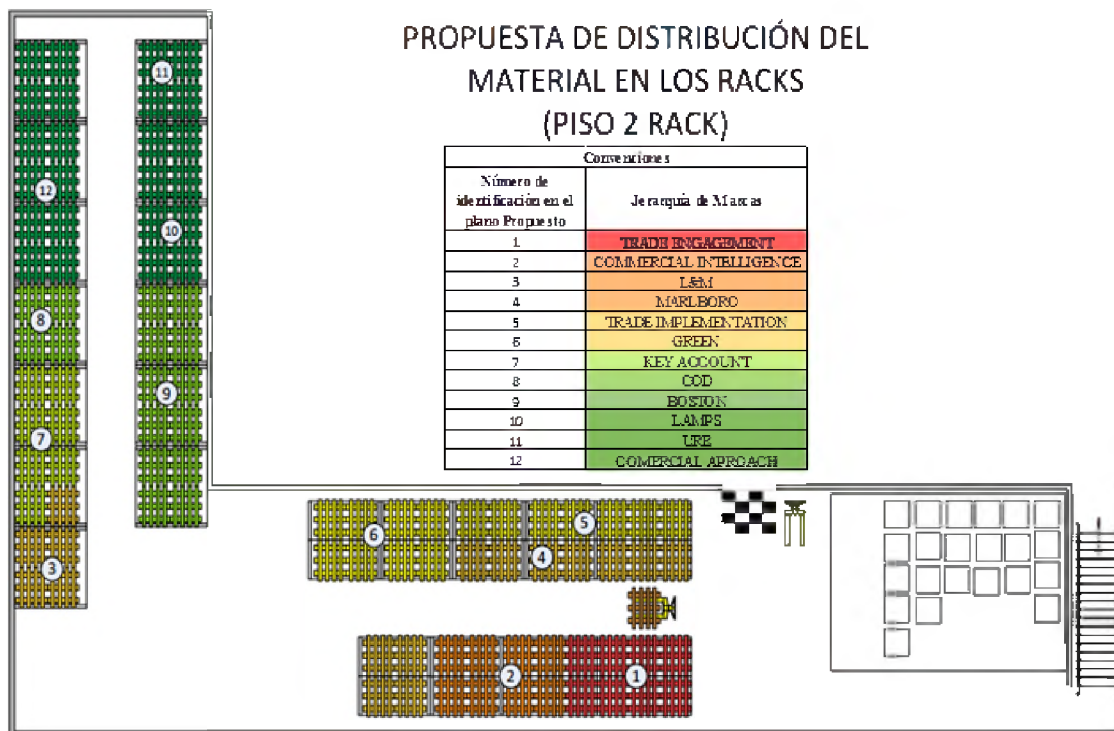 PROPUESTA DE DISTRIBUCIÓN DEL
MATERIAL EN LOS RACKS
(PISO 2 RACK)
Convenciones
Número de
identificación en el
plano Propuesto
Jerarquía de Marcas
1 TRADE ENGAGEMENT
2 COMMERCIAL INTELLIGENCE
3 L&M
4 MARLBORO
5 TRADE IMPLEMENTATION
6 GREEN
7 KEY ACCOUNT
8 COD
9 BOSTON
10 LAMPS
11 URE
12 COMERCIAL APROACH
11
12
10
8
9
7
5
6
4
3
2
1